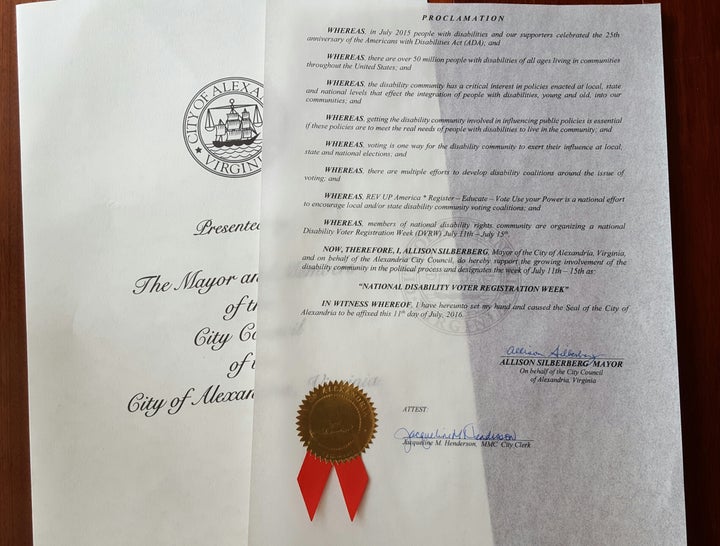 CITY OF ALEXA
VIRGINIA
Presented
The Mayor an
of th
City Co
of t
City of Alexan
PROCLAMATION
WHEREAS, in July 2015 people with disabilities and our supporters celebrated the 25th
anniversary of the Americans with Disabilities Act (ADA); and
WHEREAS, there are over 50 million people with disabilities of all ages living in communities
throughout the United States; and
WHEREAS, the disability community has a critical interest in policies enacted at local, state
and national levels that effect the integration of people with disabilities, young and old, into our
communities; and
WHEREAS, getting the disability community involved in influencing public policies is essential
if these policies are to meet the real needs of people with disabilities to live in the community; and
WHEREAS, voting is one way for the disability community to exert their influence at local,
state and national elections; and
WHEREAS, there are multiple efforts to develop disability coalitions around the issue of
voting; and
WHEREAS, REV UP America * Register – Educate – Vote Use your Power is a national effort
to encourage local and/or state disability community voting coalitions; and
WHEREAS, members of national disability rights community are organizing a national
Disability Voter Registration Week (DVRW) July 11th – July 15th.
NOW, THEREFORE, I, ALLISON SILBERBERG, Mayor of the City of Alexandria, Virginia,
and on behalf of the Alexandria City Council, do hereby support the growing involvement of the
disability community in the political process and designates the week of July 11th – 15th as:
“NATIONAL DISABILITY VOTER REGISTRATION WEEK”
IN WITNESS WHEREOF, I have hereunto set my hand and caused the Seal of the City of
Alexandria to be affixed this 11th day of July, 2016.
Allison Silberberg
ALLISON SILBERBERG MAYOR
On behalf of the City Council
of Alexandria, Virginia
ATTEST:
Jacqueline M. Henderson
Jacqueline M. Henderson, MMC City Clerk